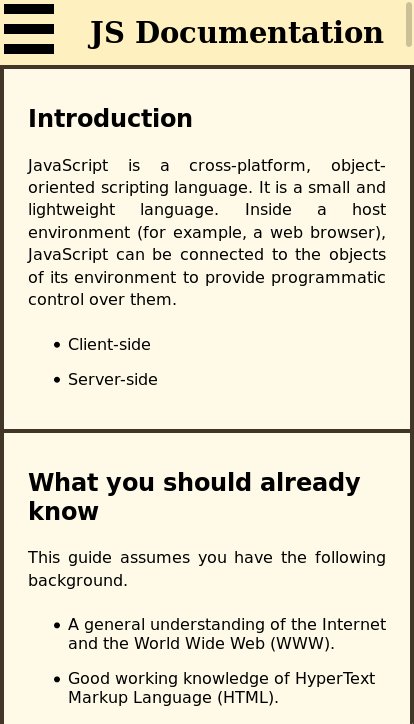 JS Documentation
Introduction
JavaScript is a cross-platform, object-
oriented scripting language. It is a small and
lightweight language. Inside a host
environment (for example, a web browser),
JavaScript can be connected to the objects
of its environment to provide programmatic
control over them.
• Client-side
• Server-side
What you should already
know
This guide assumes you have the following
background.
• A general understanding of the Internet
and the World Wide Web (WWW).
• Good working knowledge of HyperText
Markup Language (HTML).